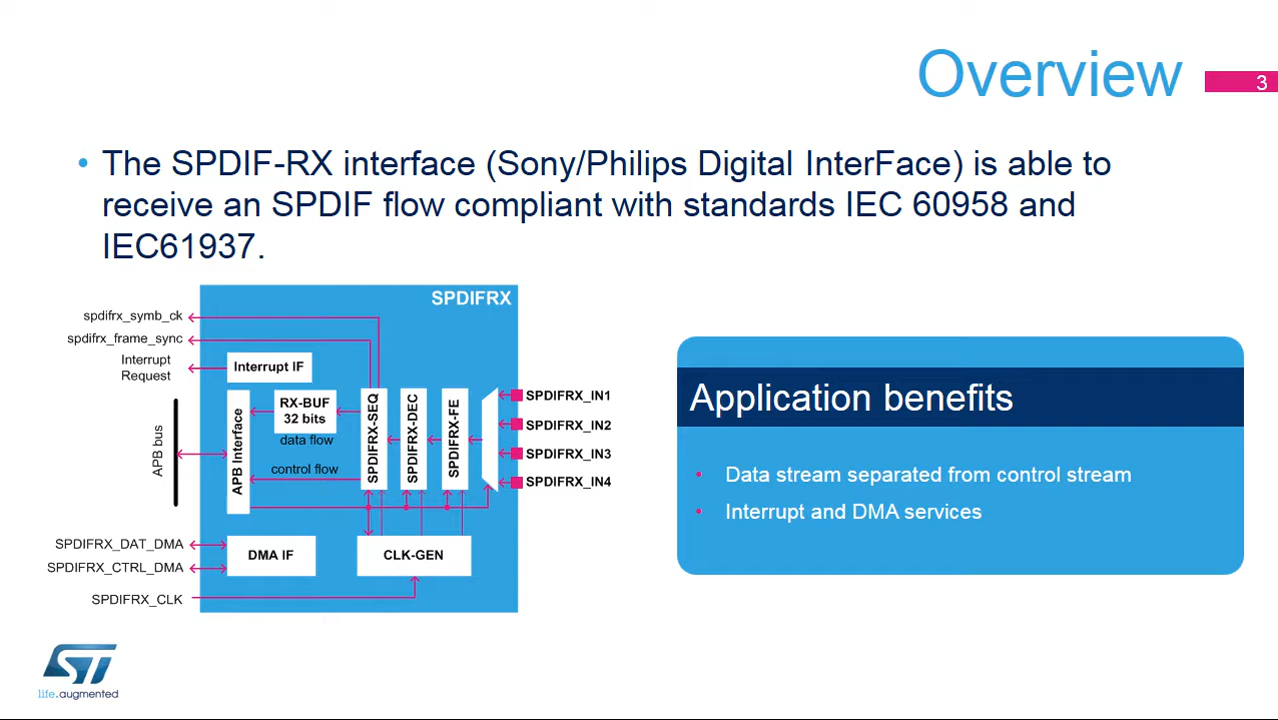 Overview
3
• The SPDIF-RX interface (Sony/Philips Digital InterFace) is able to
receive an SPDIF flow compliant with standards IEC 60958 and
IEC61937.
SPDIFRX
spdifrx_symb_ck
spdifrx_frame_sync
Interrupt
Request
Interrupt IF
APB bus
APB Interface
RX-BUF
32 bits
data flow
control flow
SPDIFRX-SEQ
SPDIFRX-DEC
SPDIFRX-FE
SPDIFRX_IN1
SPDIFRX_IN2
SPDIFRX_IN3
SPDIFRX_IN4
SPDIFRX_DAT_DMA
SPDIFRX_CTRL_DMA
DMA IF
CLK-GEN
SPDIFRX_CLK
Application benefits
• Data stream separated from control stream
• Interrupt and DMA services
ST
life.augmented